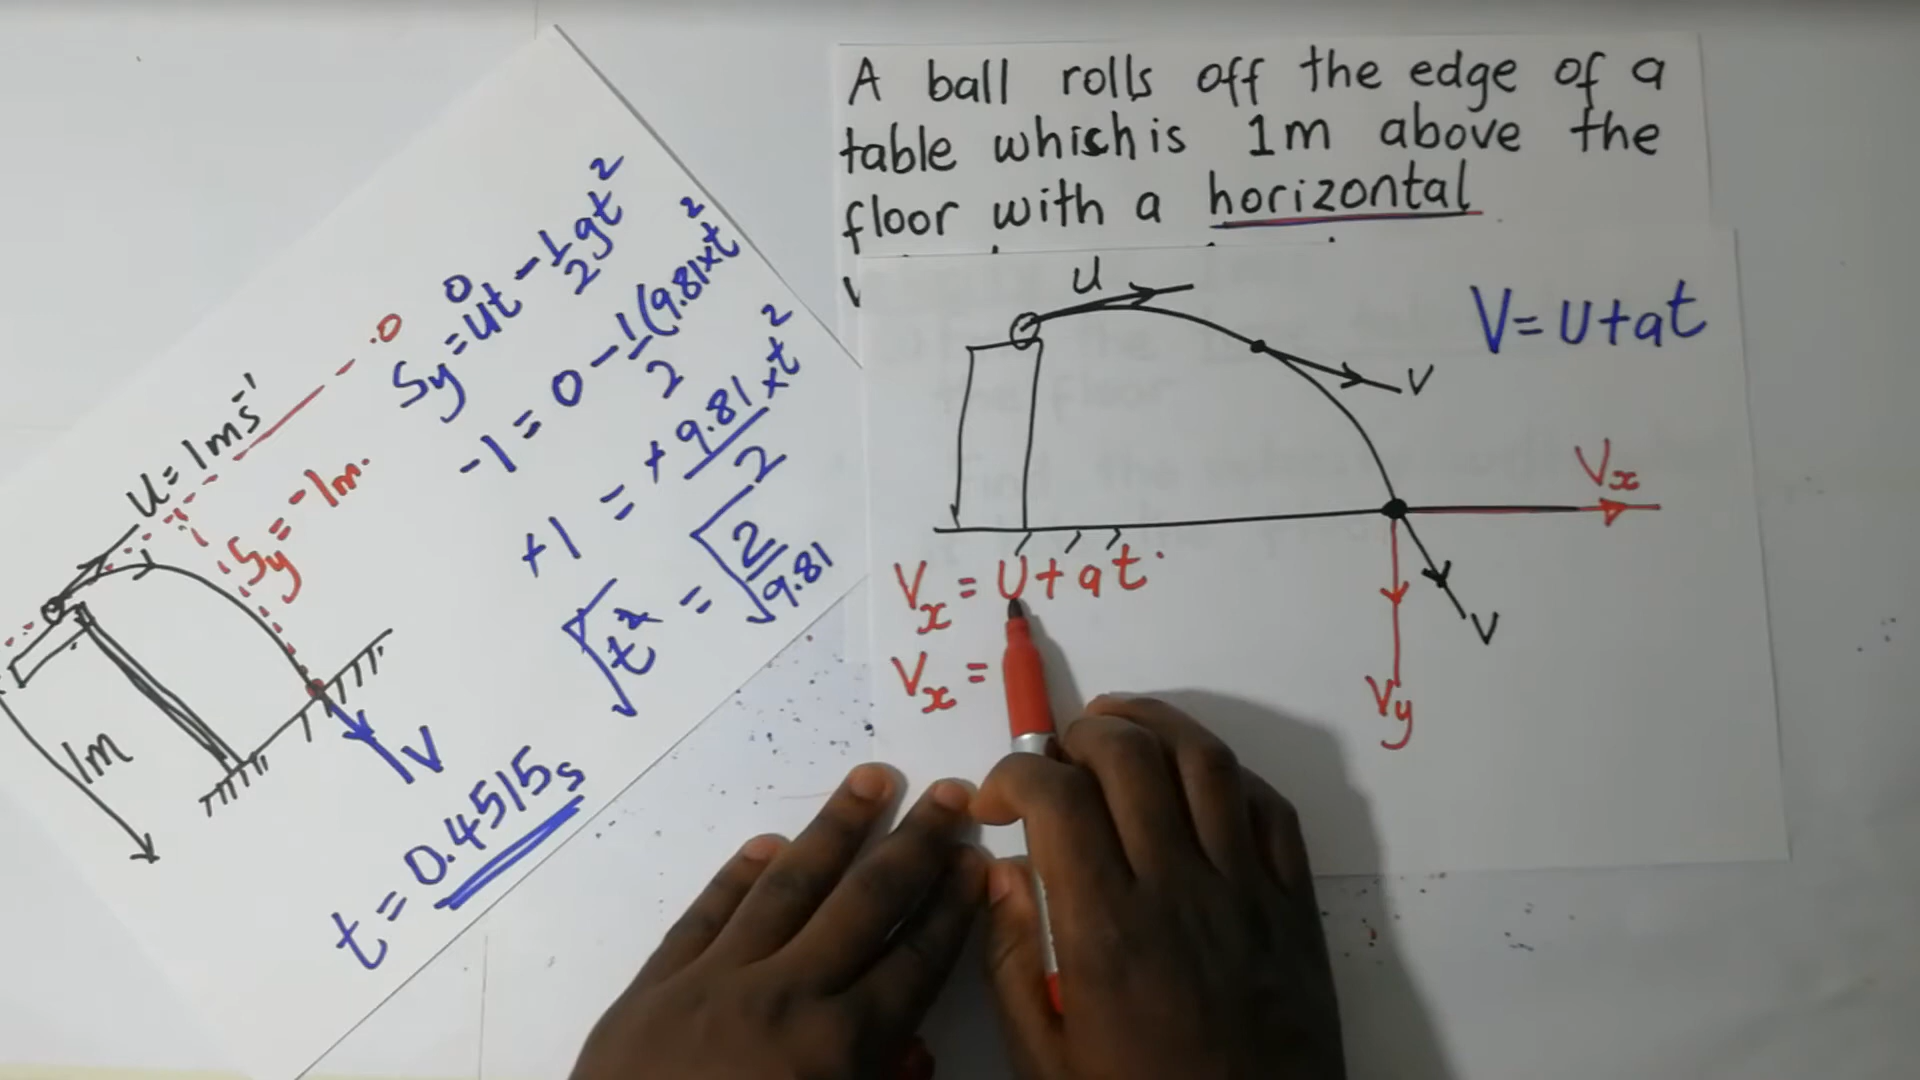 A ball rolls off the edge of a
table which is 1m above the
floor with a horizontal
u
V = U + at
V
Vx
Vx = U + at
V
Vx =
Vy
Sy = ut - 1/2 gt²
0
-1 = 0 - 1/2 (9.81 x t²
+1 = + 9.81/2 x t²
√t² = √2/9.81
t = 0.4515s
U = 1ms⁻¹
0
Sy = -1m.
1m
V